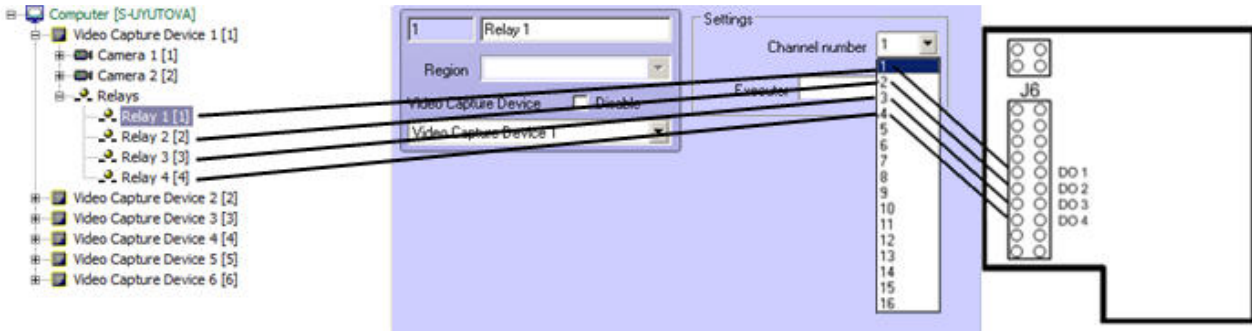 Computer [S-UYUTOVA]
Video Capture Device 1 [1]
Camera 1 [1]
Camera 2 [2]
Relays
Relay 1 [1]
Relay 2 [2]
Relay 3 [3]
Relay 4 [4]
Video Capture Device 2 [2]
Video Capture Device 3 [3]
Video Capture Device 4 [4]
Video Capture Device 5 [5]
Video Capture Device 6 [6]
1 Relay 1
Region
Video Capture Device Disable
Video Capture Device 1
Settings
Channel number 1
Executer
1
2
3
4
5
6
7
8
9
10
11
12
13
14
15
16
J6
DO 1
DO 2
DO 3
DO 4